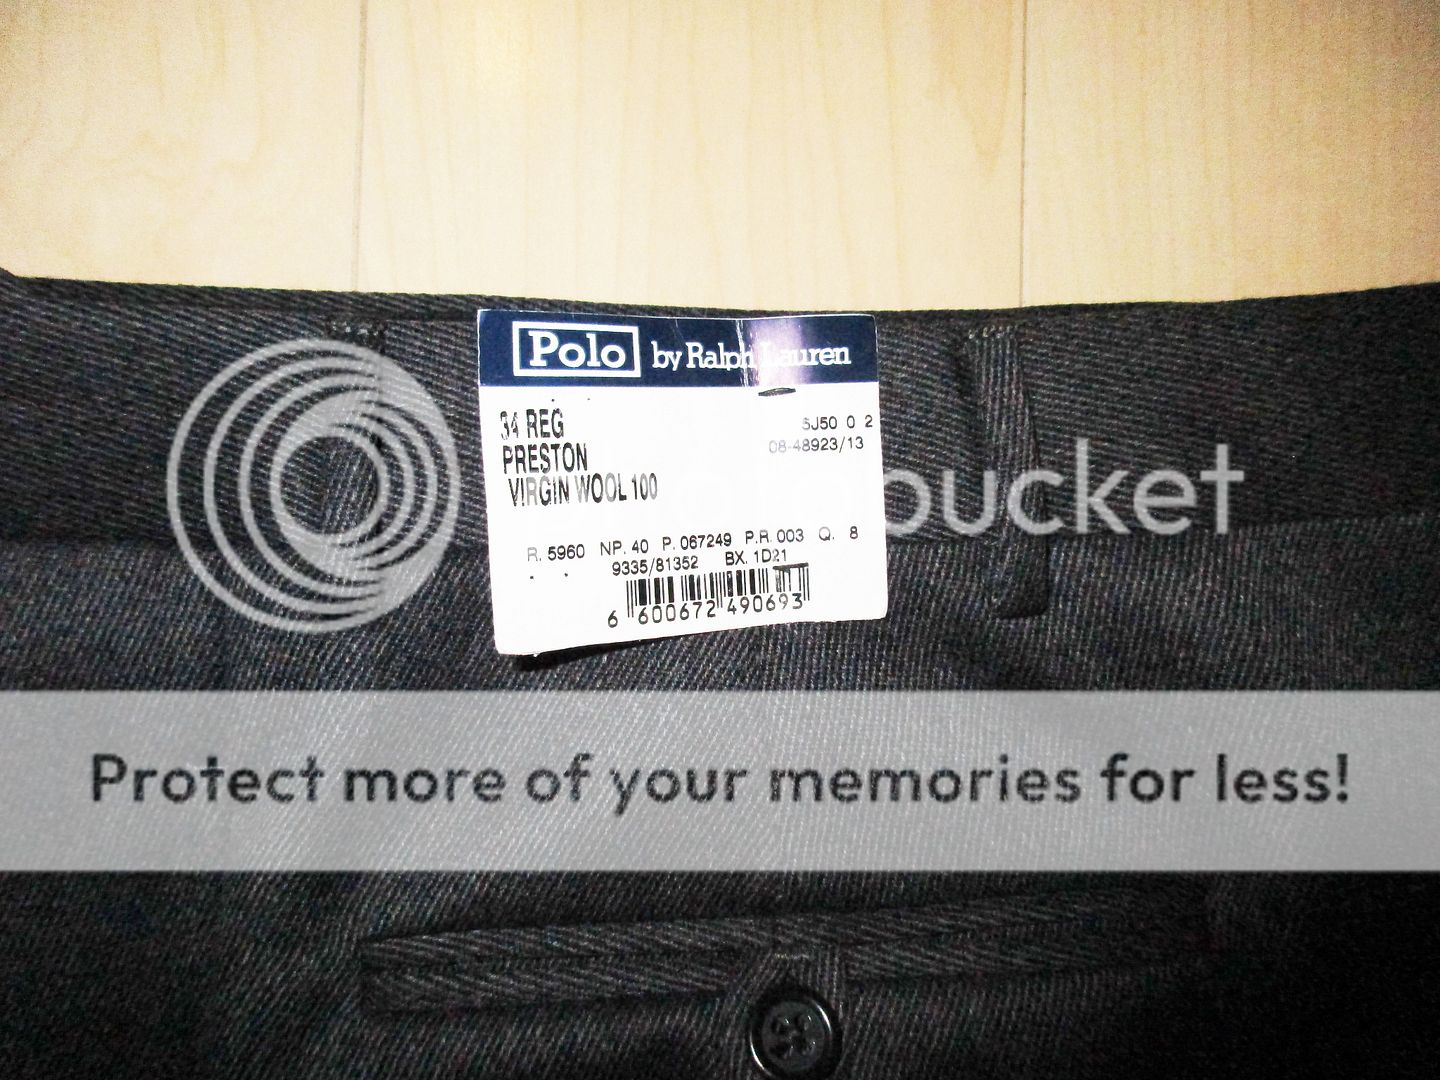 Polo by Ralph Lauren
34 REG
SJ50 0 2
PRESTON
08-48923/13
VIRGIN WOOL 100
R. 5960 NP. 40 P. 067249 P.R. 003 Q. 8
9335/81352 BX. 1D21
6 600672 490693
photobucket
Protect more of your memories for less!